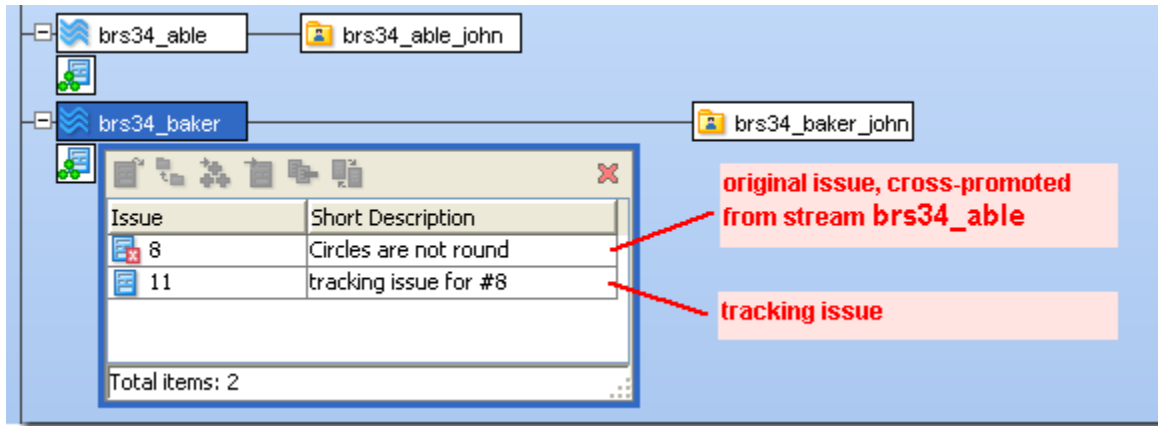 brs34_able
brs34_able_john
brs34_baker
brs34_baker_john
Issue Short Description
8 Circles are not round
11 tracking issue for #8
Total items: 2
original issue, cross-promoted
from stream brs34_able
tracking issue